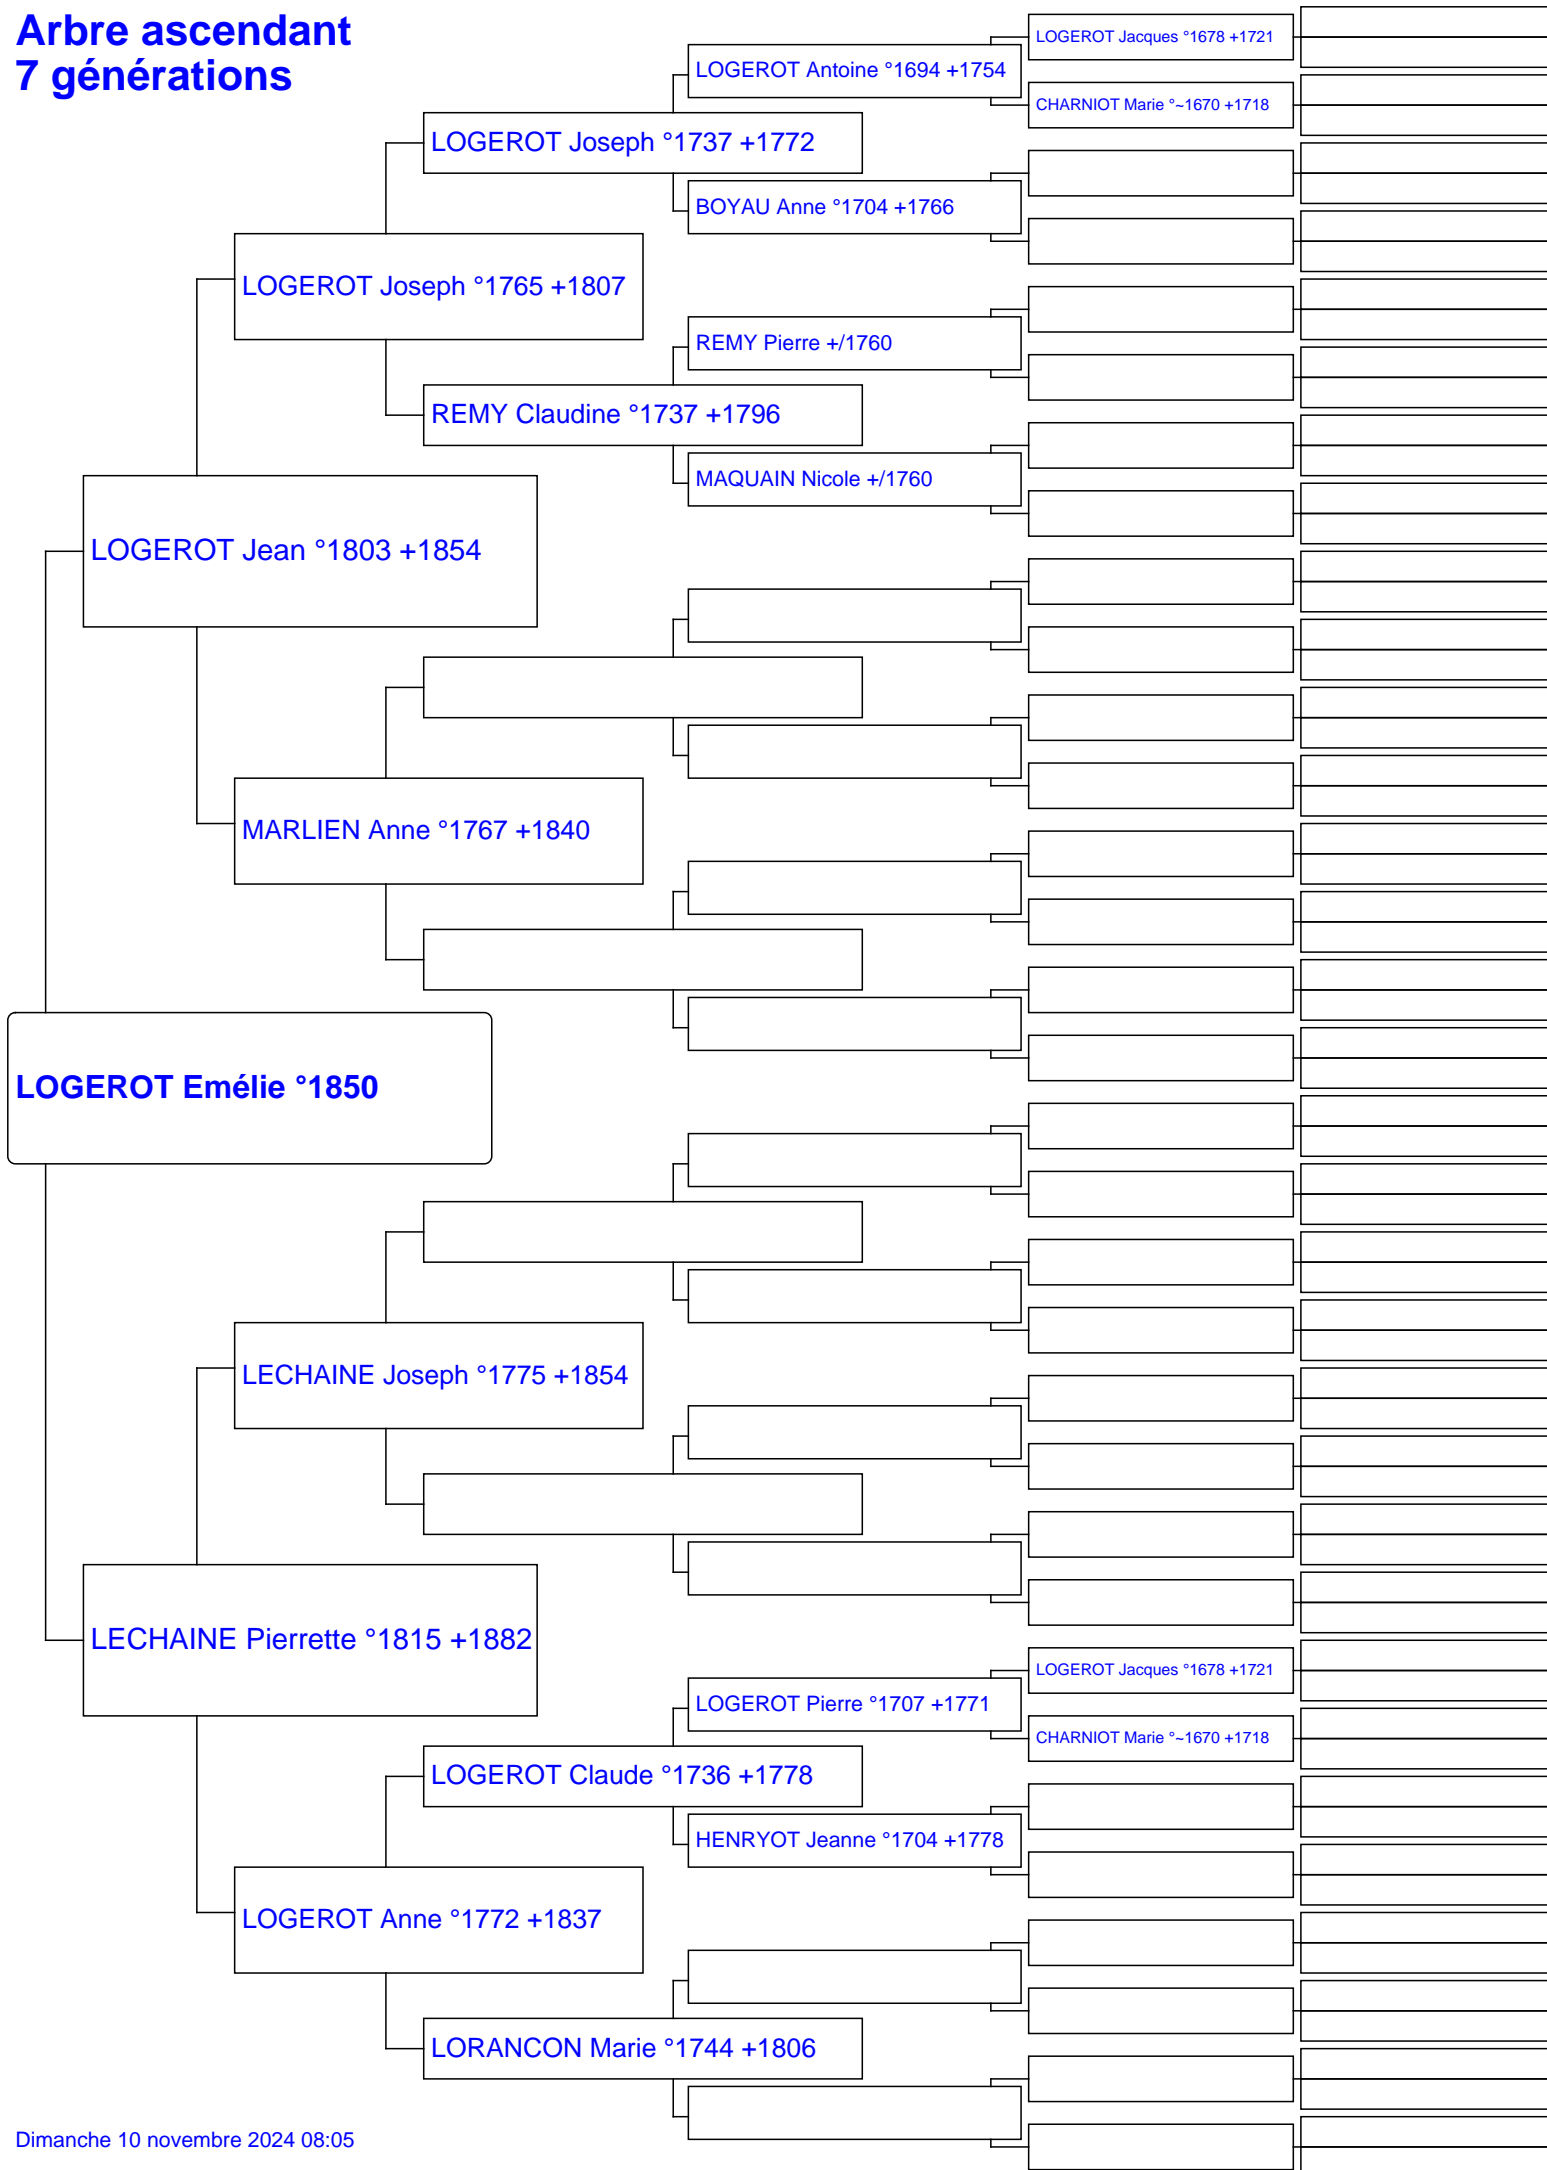 Arbre ascendant
7 générations
LOGEROT Jacques °1678 +1721
LOGEROT Antoine °1694 +1754
CHARNIOT Marie °~1670 +1718
LOGEROT Joseph °1737 +1772
BOYAU Anne °1704 +1766
LOGEROT Joseph °1765 +1807
REMY Pierre +/1760
REMY Claudine °1737 +1796
MAQUAIN Nicole +/1760
LOGEROT Jean °1803 +1854
MARLIEN Anne °1767 +1840
LOGEROT Emélie °1850
LECHAINE Joseph °1775 +1854
LECHAINE Pierrette °1815 +1882
LOGEROT Jacques °1678 +1721
LOGEROT Pierre °1707 +1771
CHARNIOT Marie °~1670 +1718
LOGEROT Claude °1736 +1778
HENRYOT Jeanne °1704 +1778
LOGEROT Anne °1772 +1837
LORANCON Marie °1744 +1806
Dimanche 10 novembre 2024 08:05